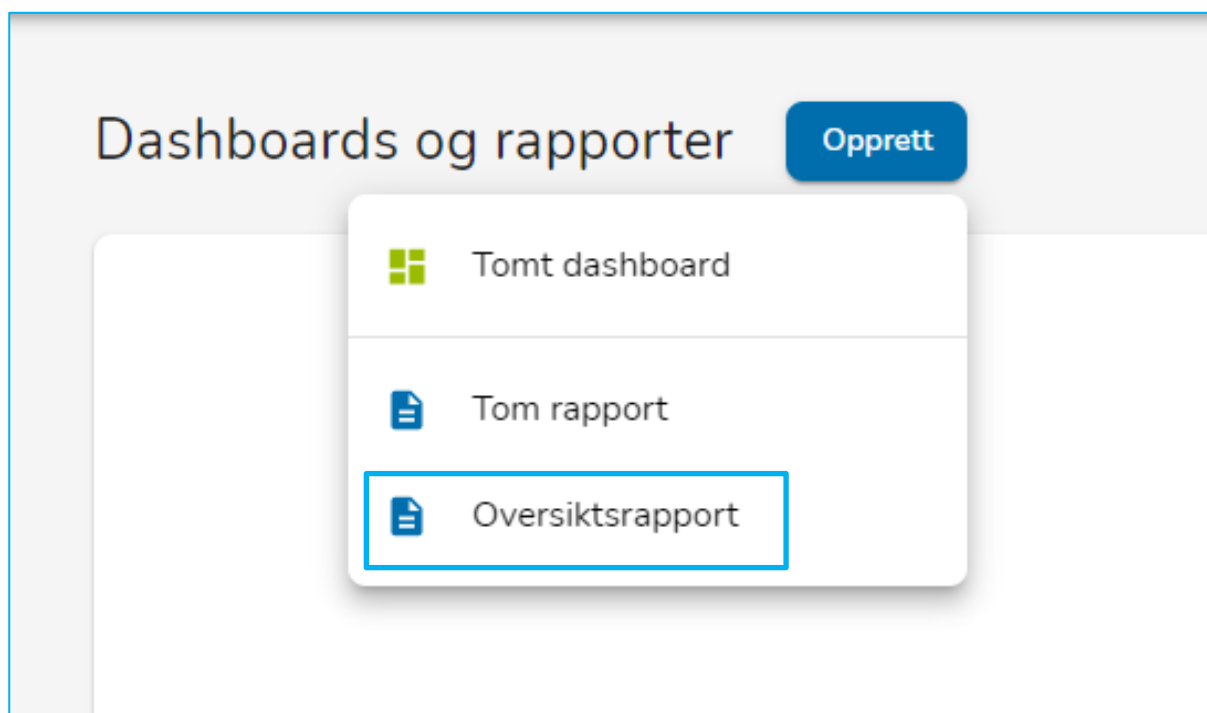 Dashboards og rapporter
Opprett
Tomt dashboard
Tom rapport
Oversiktsrapport